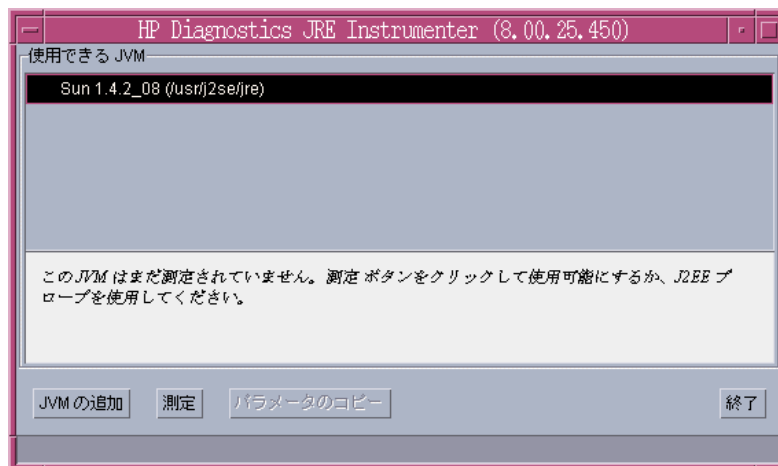 HP Diagnostics JRE Instrumenter (8.00.25.450)
使用できる JVM
Sun 1.4.2_08 (/usr/j2se/jre)
このJVM はまだ測定されていません。測定 ボタンをクリックして使用可能にするか、J2EE プ
ローブを使用してください。
JVM の追加
測定
パラメータのコピー
終了